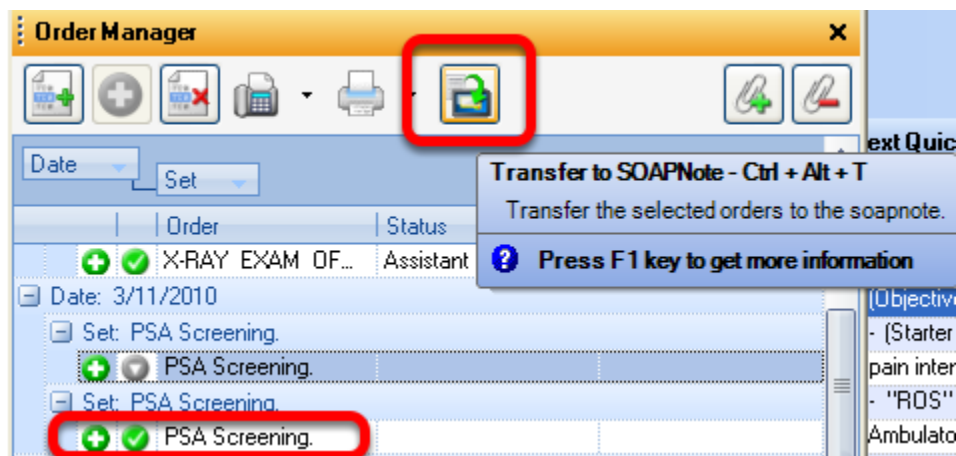 Order Manager
Date
Set
ext Quic
Transfer to SOAPNote - Ctrl + Alt + T
Transfer the selected orders to the soapnote.
Press F1 key to get more information
Order Status
X-RAY EXAM OF... Assistant
Date: 3/11/2010
(Objective
Set: PSA Screening.
- (Starter
PSA Screening.
pain inter
Set: PSA Screening.
- "ROS"
PSA Screening.
Ambulato